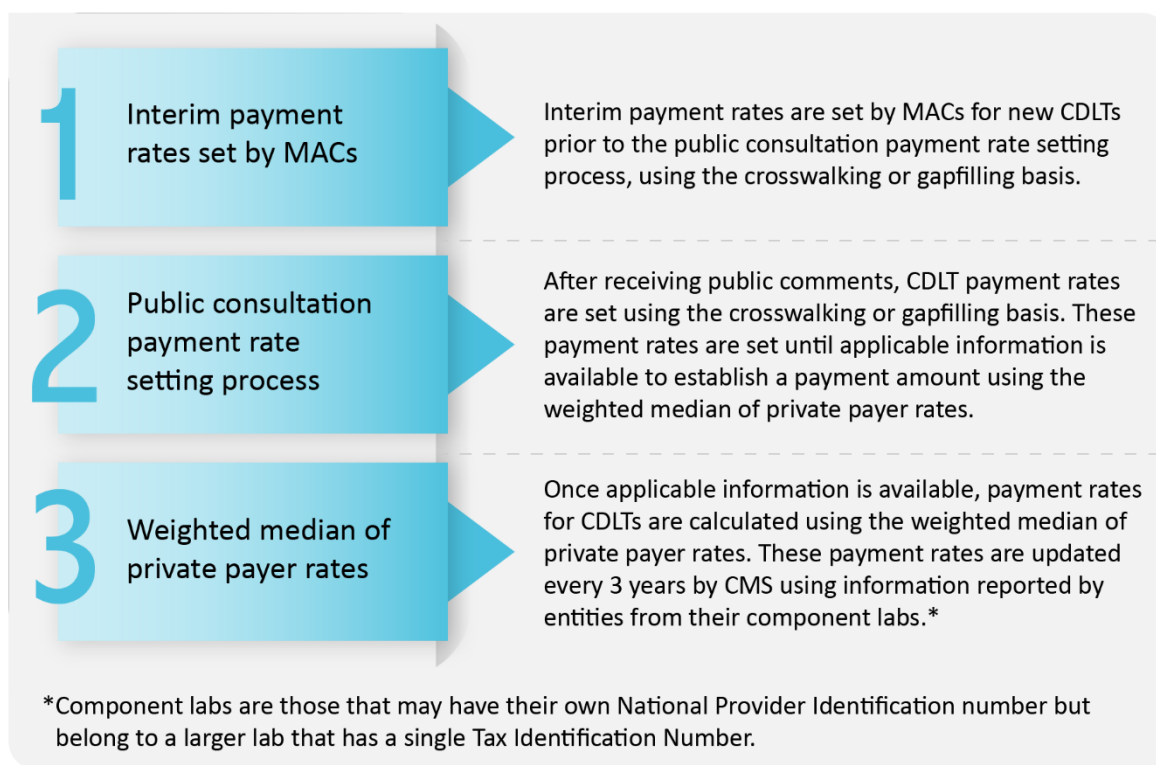 1
Interim payment
rates set by MACs
Interim payment rates are set by MACs for new CDLTs
prior to the public consultation payment rate setting
process, using the crosswalking or gapfilling basis.
2
Public consultation
payment rate
setting process
After receiving public comments, CDLT payment rates
are set using the crosswalking or gapfilling basis. These
payment rates are set until applicable information is
available to establish a payment amount using the
weighted median of private payer rates.
3
Weighted median of
private payer rates
Once applicable information is available, payment rates
for CDLTs are calculated using the weighted median of
private payer rates. These payment rates are updated
every 3 years by CMS using information reported by
entities from their component labs.*
*Component labs are those that may have their own National Provider Identification number but
belong to a larger lab that has a single Tax Identification Number.